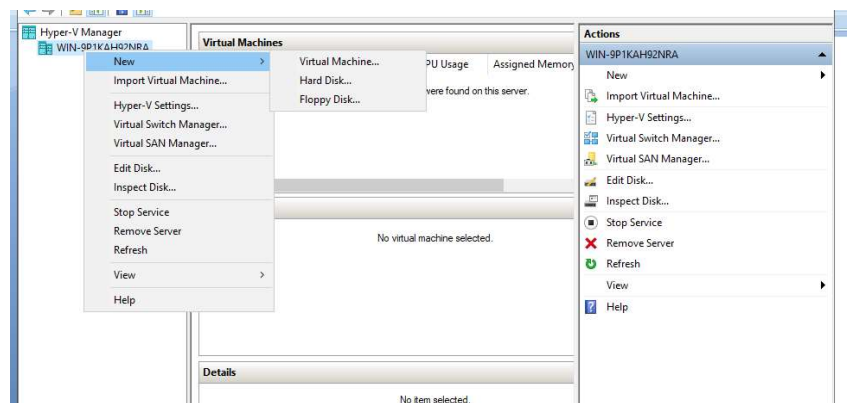 Hyper-V Manager
WIN-9P1KAH92NRA
New
Import Virtual Machine...
Hyper-V Settings...
Virtual Switch Manager...
Virtual SAN Manager...
Edit Disk...
Inspect Disk...
Stop Service
Remove Server
Refresh
View
Help
Virtual Machine...
Hard Disk...
Floppy Disk...
Virtual Machines
PU Usage
Assigned Memory
were found on this server.
No virtual machine selected.
Details
No item selected.
Actions
WIN-9P1KAH92NRA
New
Import Virtual Machine...
Hyper-V Settings...
Virtual Switch Manager...
Virtual SAN Manager...
Edit Disk...
Inspect Disk...
Stop Service
Remove Server
Refresh
View
Help